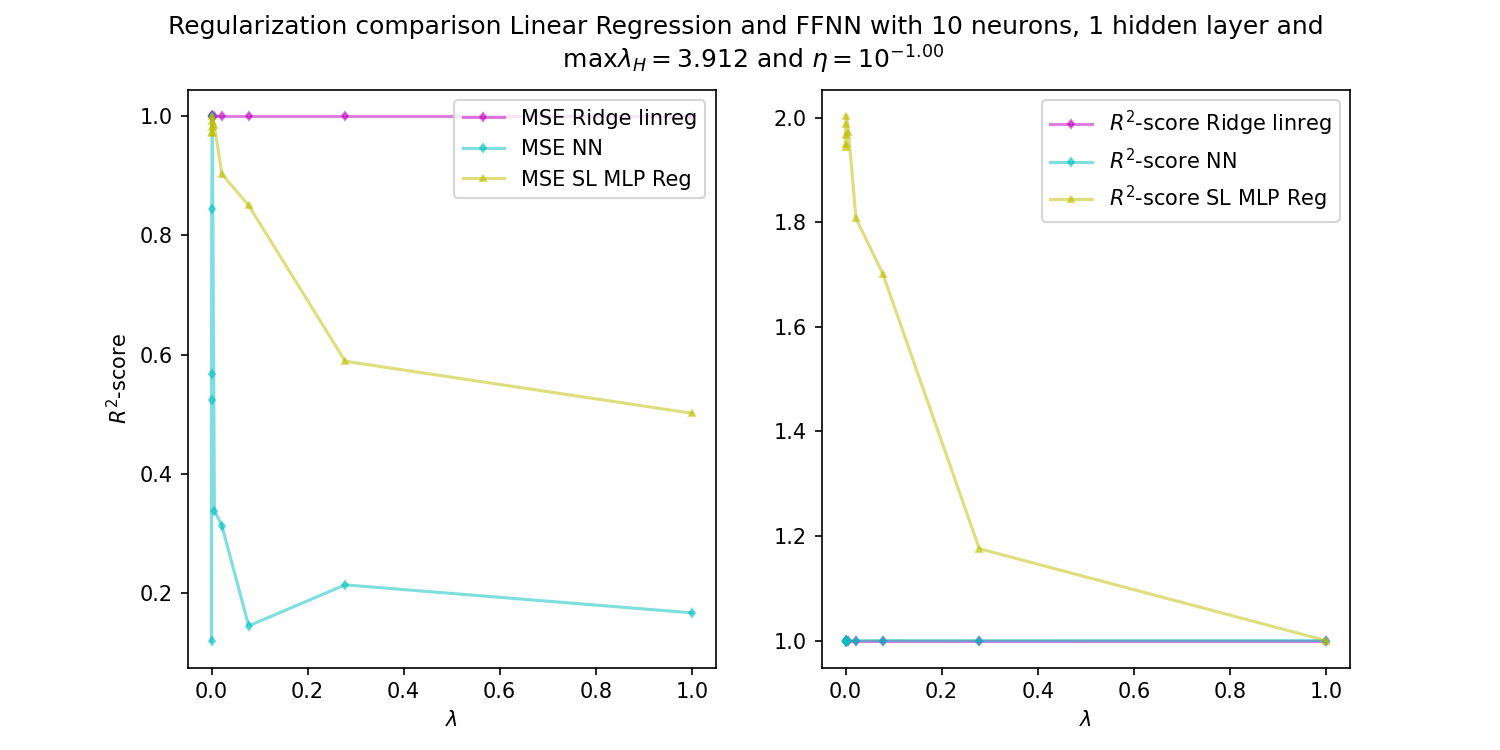 Regularization comparison Linear Regression and FFNN with 10 neurons, 1 hidden layer and
maxλ_H = 3.912 and η = 10^−1.00
MSE Ridge linreg
MSE NN
MSE SL MLP Reg
1.0
0.8
0.6
0.4
0.2
R²-score
0.0 0.2 0.4 0.6 0.8 1.0
λ
R²-score Ridge linreg
R²-score NN
R²-score SL MLP Reg
2.0
1.8
1.6
1.4
1.2
1.0
0.0 0.2 0.4 0.6 0.8 1.0
λ